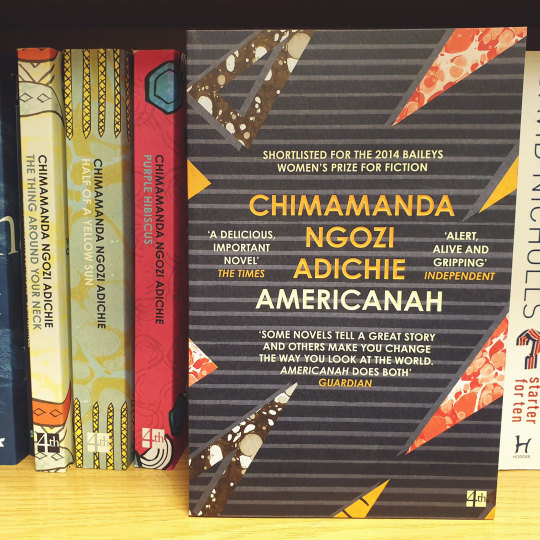 CHIMAMANDA NGOZI ADICHIE
THE THING AROUND YOUR NECK
4th
CHIMAMANDA NGOZI ADICHIE
HALF OF A YELLOW SUN
4th
CHIMAMANDA NGOZI ADICHIE
PURPLE HIBISCUS
4th
SHORTLISTED FOR THE 2014 BAILEYS
WOMEN'S PRIZE FOR FICTION
CHIMAMANDA
NGOZI
ADICHIE
AMERICANAH
'A DELICIOUS,
IMPORTANT
NOVEL'
THE TIMES
'ALERT,
ALIVE AND
GRIPPING'
INDEPENDENT
'SOME NOVELS TELL A GREAT STORY
AND OTHERS MAKE YOU CHANGE
THE WAY YOU LOOK AT THE WORLD.
AMERICANAH DOES BOTH'
GUARDIAN
4th
NICHOLLS
starter
for ten
H
HODDER